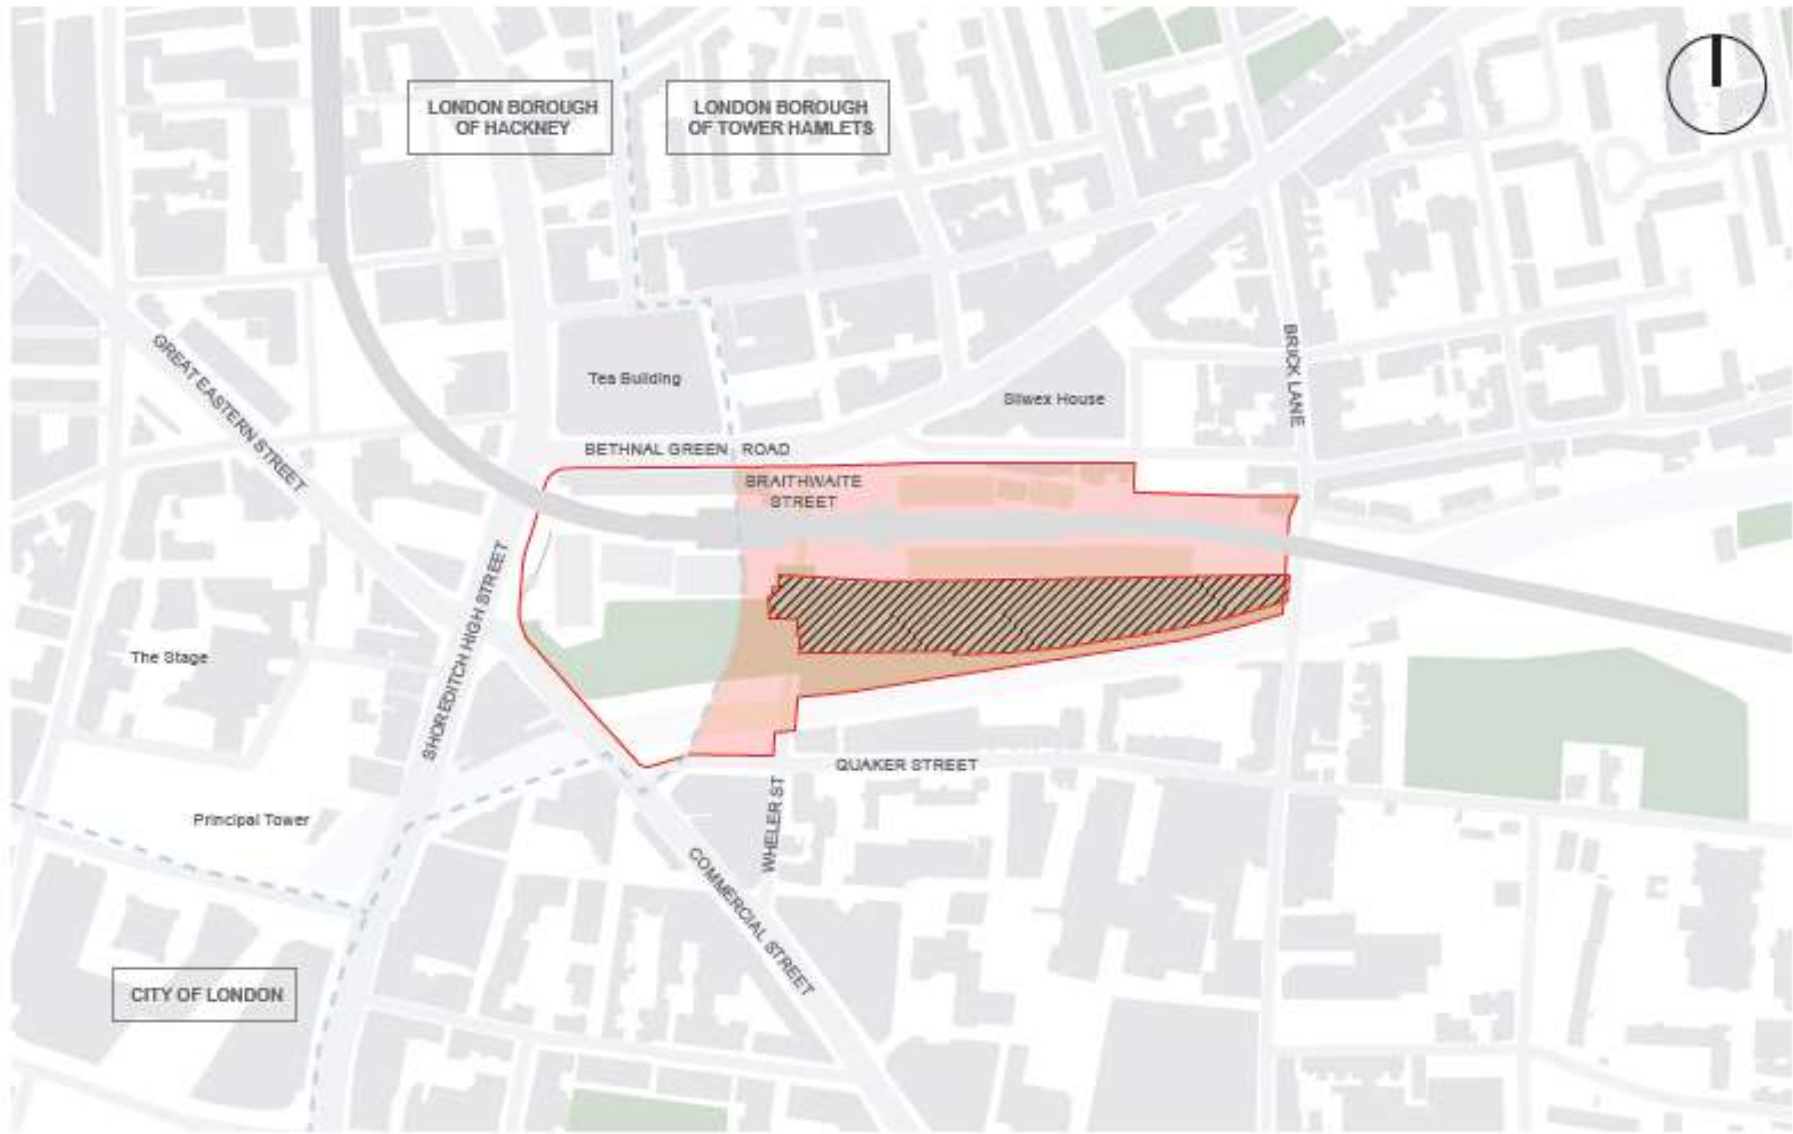 LONDON BOROUGH
OF HACKNEY
LONDON BOROUGH
OF TOWER HAMLETS
GREAT EASTERN STREET
Tea Building
Silwex House
BRICK LANE
BETHNAL GREEN ROAD
BRAITHWAITE
STREET
SHOREDITCH HIGH STREET
The Stage
QUAKER STREET
WHELER ST
Principal Tower
COMMERCIAL STREET
CITY OF LONDON